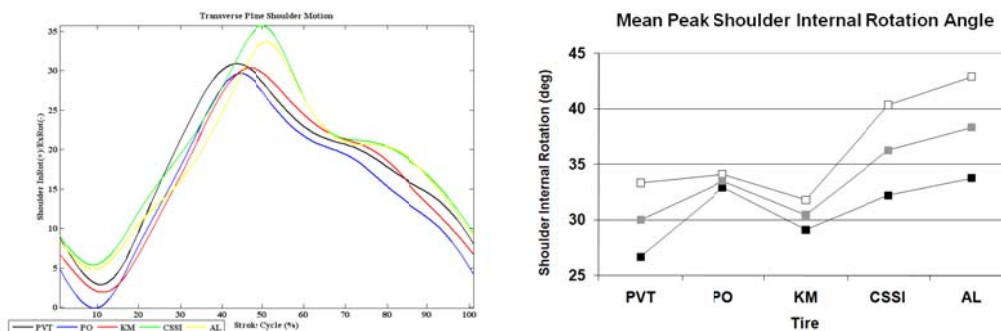 Transverse Plme Shoulder Motion
Shoulder InRot(+)/ExRot(-)
35
30
25
20
15
10
5
0
10 20 30 40 50 60 70 80 90 100
Strok: Cycle (%)
PVT PO KM CSSI AL
Mean Peak Shoulder Internal Rotation Angle
Shoulder Internal Rotation (deg)
45
40
35
30
25
PVT PO KM CSSI AL
Tire